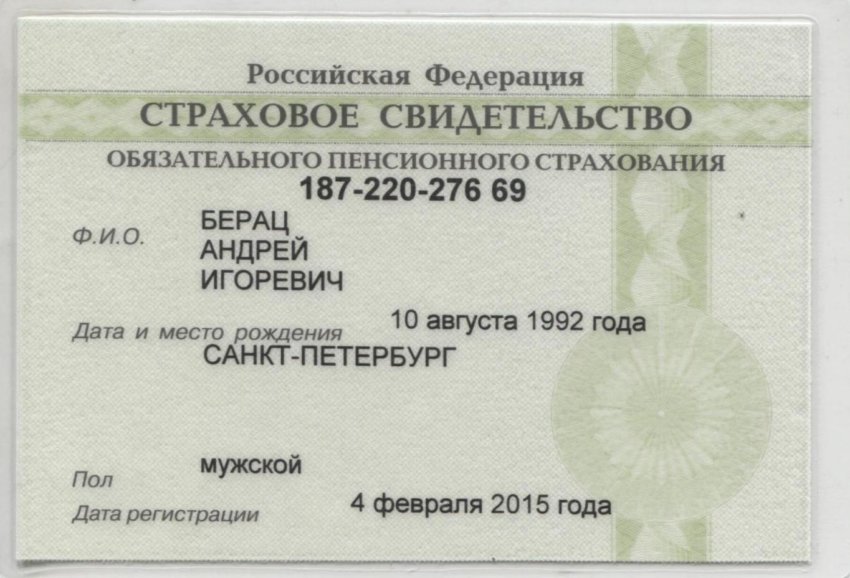 Российская Федерация
СТРАХОВОЕ СВИДЕТЕЛЬСТВО
ОБЯЗАТЕЛЬНОГО ПЕНСИОННОГО СТРАХОВАНИЯ
187-220-276 69
Ф.И.О. БЕРАЦ
АНДРЕЙ
ИГОРЕВИЧ
Дата и место рождения 10 августа 1992 года
САНКТ-ПЕТЕРБУРГ
Пол мужской
Дата регистрации 4 февраля 2015 года